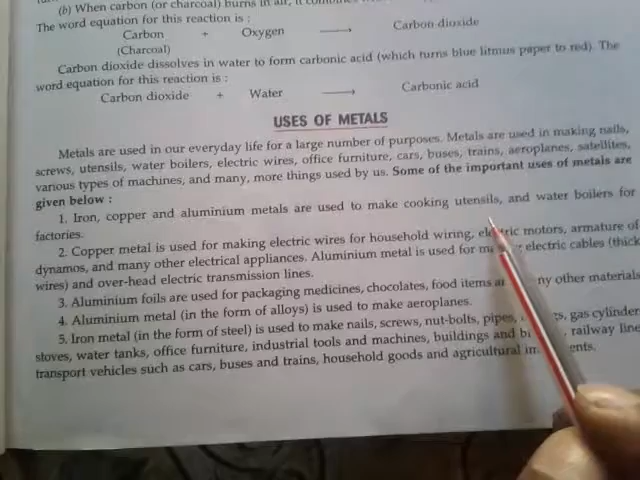 (b) When carbon (or charcoal) burns in air, it combines
The word equation for this reaction is :
Carbon + Oxygen ⟶ Carbon dioxide
(Charcoal)
Carbon dioxide dissolves in water to form carbonic acid (which turns blue litmus paper to red). The
word equation for this reaction is :
Carbon dioxide + Water ⟶ Carbonic acid
USES OF METALS
Metals are used in our everyday life for a large number of purposes. Metals are used in making nails,
screws, utensils, water boilers, electric wires, office furniture, cars, buses, trains, aeroplanes, satellites,
various types of machines, and many, more things used by us. Some of the important uses of metals are
given below :
1. Iron, copper and aluminium metals are used to make cooking utensils, and water boilers for
factories.
2. Copper metal is used for making electric wires for household wiring, electric motors, armature of
dynamos, and many other electrical appliances. Aluminium metal is used for electric cables (thick
wires) and over-head electric transmission lines.
3. Aluminium foils are used for packaging medicines, chocolates, food items other materials
4. Aluminium metal (in the form of alloys) is used to make aeroplanes.
5. Iron metal (in the form of steel) is used to make nails, screws, nut-bolts, pipes, gas cylinder
stoves, water tanks, office furniture, industrial tools and machines, buildings and railway line
transport vehicles such as cars, buses and trains, household goods and agricultural